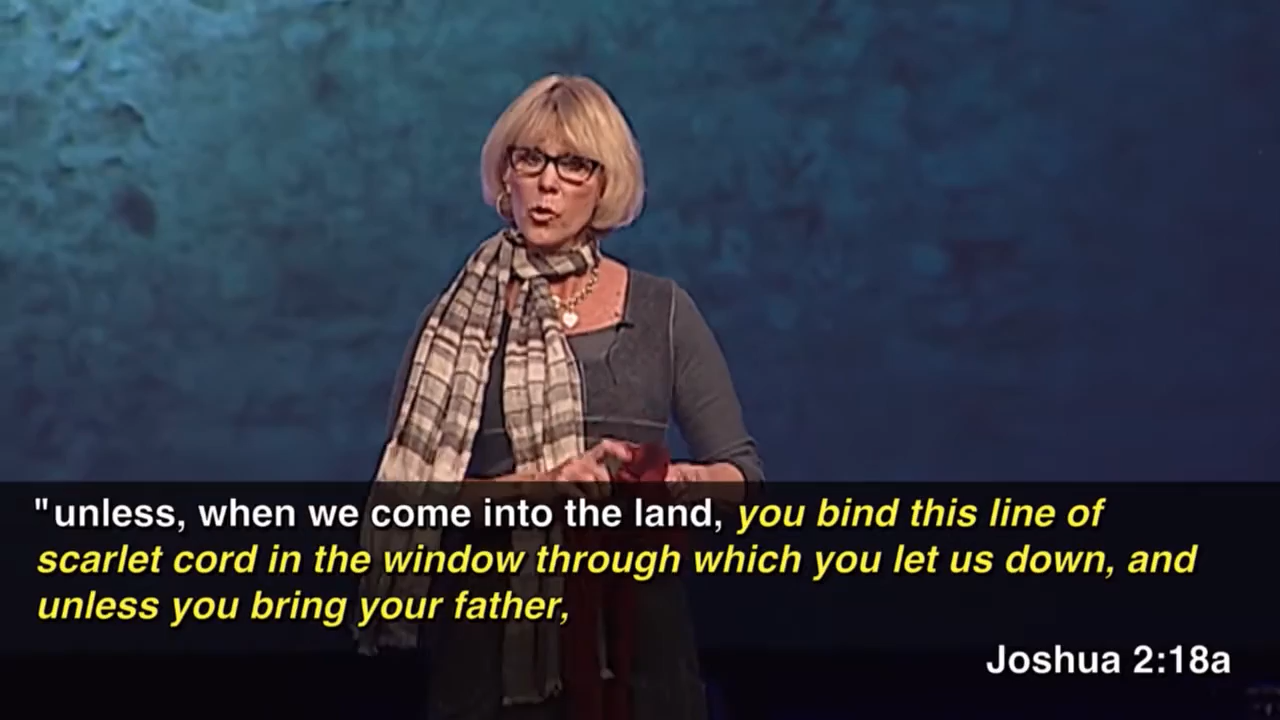 "unless, when we come into the land, you bind this line of
scarlet cord in the window through which you let us down, and
unless you bring your father,
Joshua 2:18a